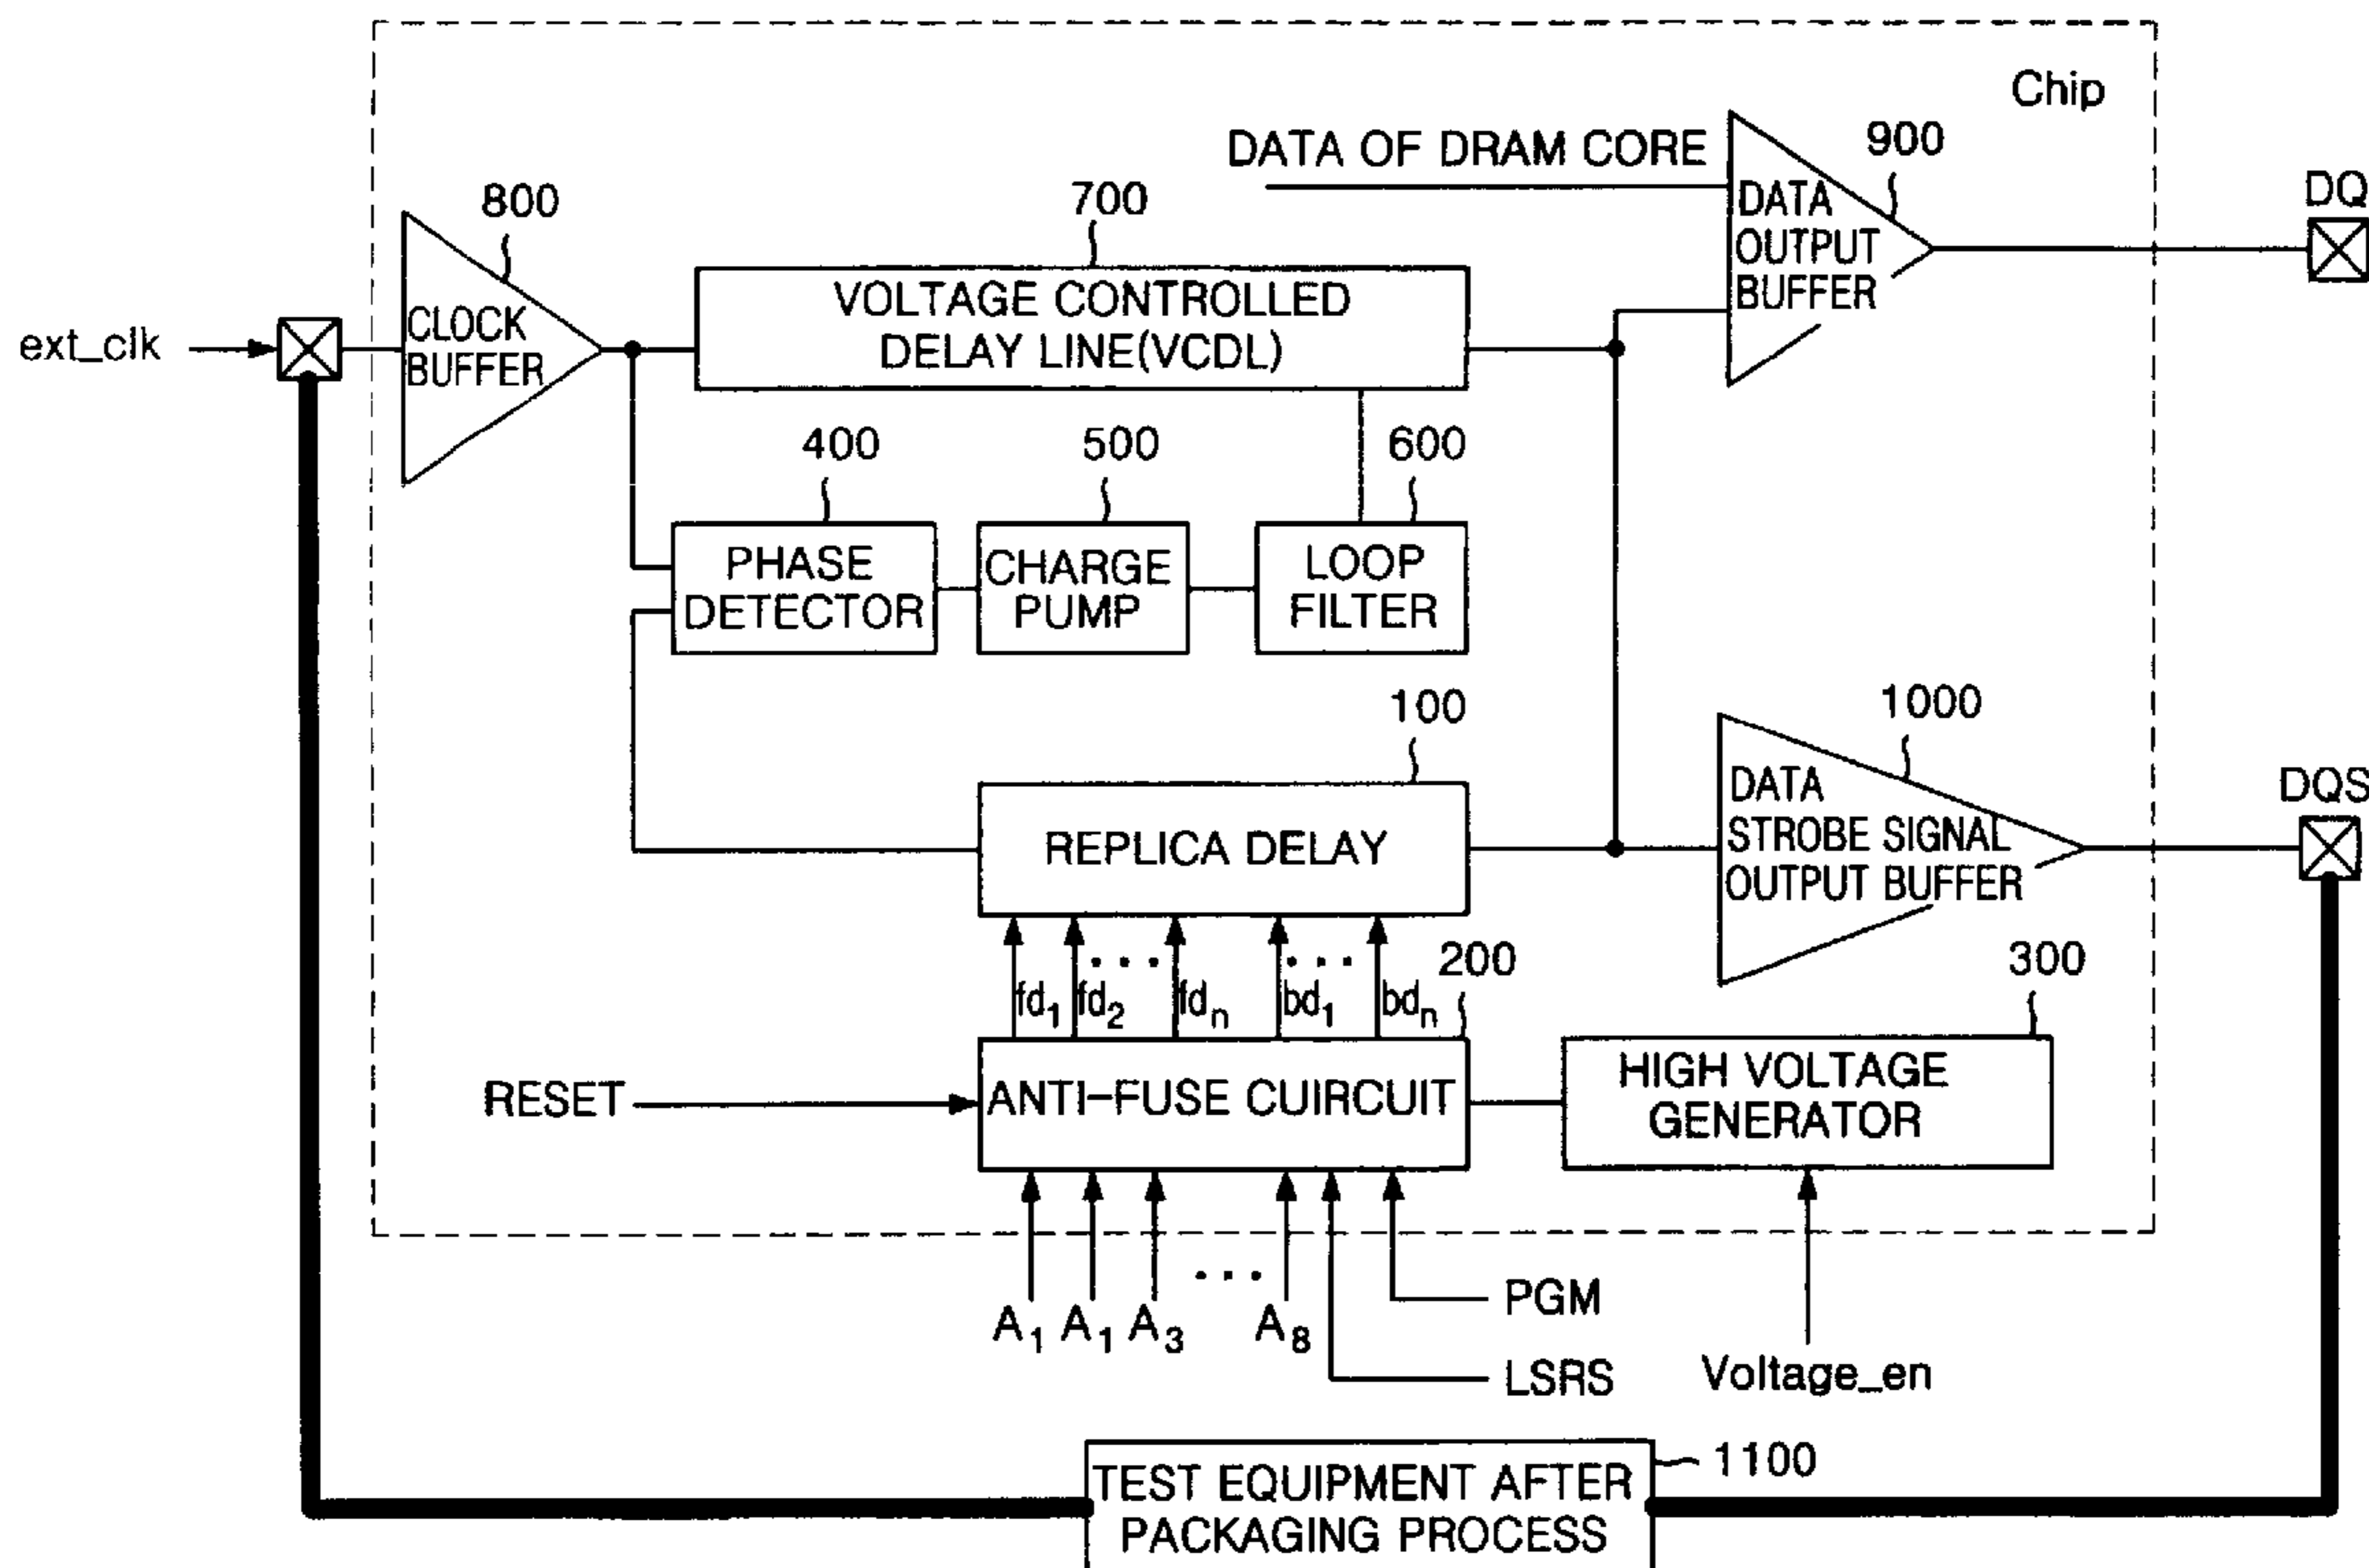 Chip
DATA OF DRAM CORE
900
DATA
OUTPUT
BUFFER
DQ
800
700
ext_clk
CLOCK
BUFFER
VOLTAGE CONTROLLED
DELAY LINE(VCDL)
400
500
600
PHASE
DETECTOR
CHARGE
PUMP
LOOP
FILTER
100
1000
REPLICA DELAY
DATA
STROBE SIGNAL
OUTPUT BUFFER
DQS
fd1 fd2 ... fdn bd1 ... bdn
200
300
RESET
ANTI-FUSE CUIRCUIT
HIGH VOLTAGE
GENERATOR
A1 A1 A3 ... A8
PGM
LSRS
Voltage_en
1100
TEST EQUIPMENT AFTER
PACKAGING PROCESS